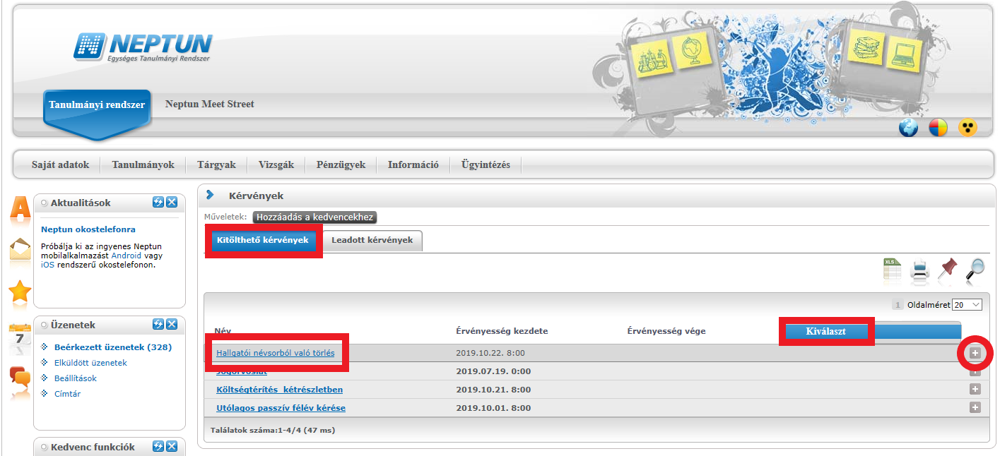 NEPTUN
Egységes Tanulmányi Rendszer
Tanulmányi rendszer
Neptun Meet Street
Saját adatok
Tanulmányok
Tárgyak
Vizsgák
Pénzügyek
Információ
Ügyintézés
Aktualitások
Neptun okostelefonra
Próbálja ki az ingyenes Neptun
mobilalkalmazást Android vagy
iOS rendszerű okostelefonon.
7
Üzenetek
Beérkezett üzenetek (328)
Elküldött üzenetek
Beállítások
Címtár
Kedvenc funkciók
Kérvények
Műveletek: Hozzáadás a kedvencekhez
Kitölthető kérvények
Leadott kérvények
XLS
1 Oldalméret 20
Név Érvényesség kezdete Érvényesség vége Kiválaszt
Hallgatói névsorból való törlés 2019.10.22. 8:00
Jogorvoslat 2019.07.19. 0:00
Költségtérítés kétrészletben 2019.10.21. 8:00
Utólagos passzív félév kérése 2019.10.01. 8:00
Találatok száma:1-4/4 (47 ms)